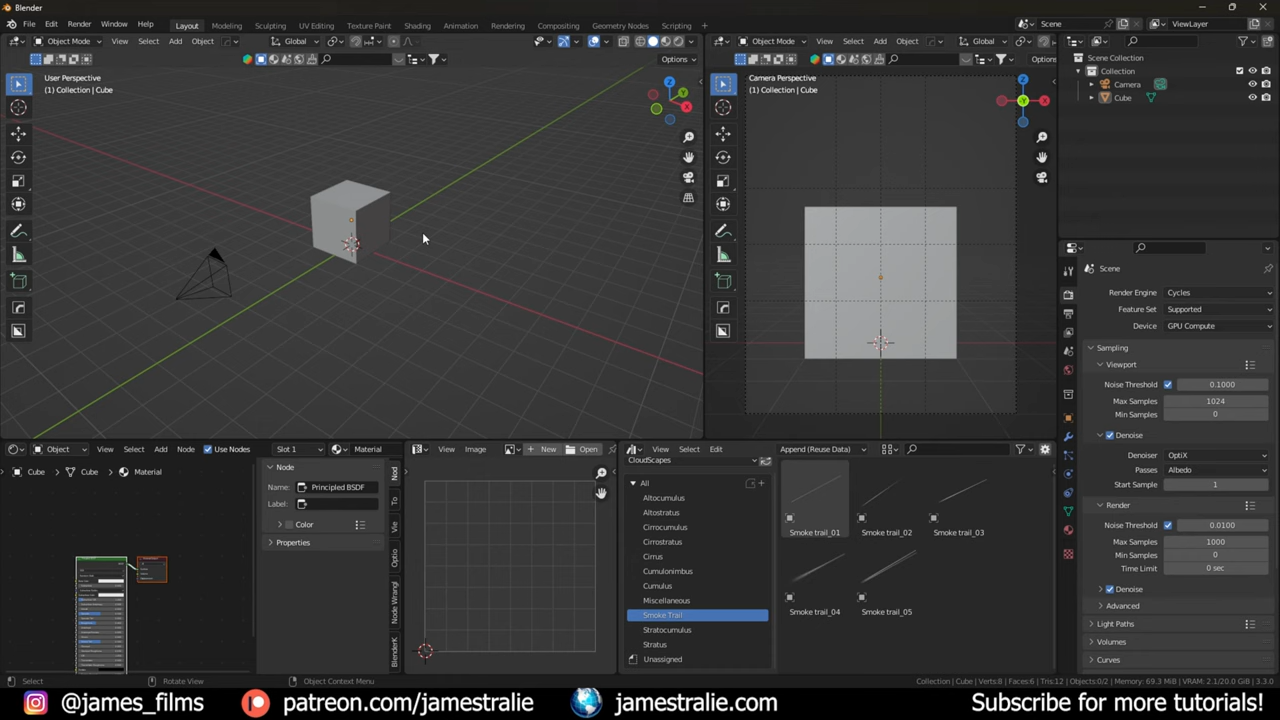 Blender
File Edit Render Window Help
Layout Modeling Sculpting UV Editing Texture Paint Shading Animation Rendering Compositing Geometry Nodes Scripting +
Scene
ViewLayer
Object Mode View Select Add Object Global
Options
User Perspective
(1) Collection | Cube
Object Mode View Select Add Object Global
Options
Camera Perspective
(1) Collection | Cube
Scene Collection
Collection
Camera
Cube
Scene
Render Engine Cycles
Feature Set Supported
Device GPU Compute
Sampling
Viewport
Noise Threshold 0.1000
Max Samples 1024
Min Samples 0
Denoise
Denoiser OptiX
Passes Albedo
Start Sample 1
Render
Noise Threshold 0.0100
Max Samples 1000
Min Samples 0
Time Limit 0 sec
Denoise
Advanced
Light Paths
Volumes
Curves
Object View Select Add Node Use Nodes Slot 1 Material
Cube Cube Material
Node
Name: Principled BSDF
Label:
Color
Properties
Nod
To
Vie
Optio
Node Wrangl
BlenderK
View Image New Open
View Select Append (Reuse Data)
CloudScapes
All
Altocumulus
Altostratus
Cirrocumulus
Cirrostratus
Cirrus
Cumulonimbus
Cumulus
Miscellaneous
Smoke Trail
Stratocumulus
Stratus
Unassigned
Smoke trail_01 Smoke trail_02 Smoke trail_03
Smoke trail_04 Smoke trail_05
Select Rotate View Object Context Menu
Collection | Cube | Verts:8 | Faces:6 | Tris:12 | Objects:0/2 | Memory: 69.3 MiB | VRAM: 2.1/20.0 GiB | 3.3.0
@james_films patreon.com/jamestralie jamestralie.com Subscribe for more tutorials!